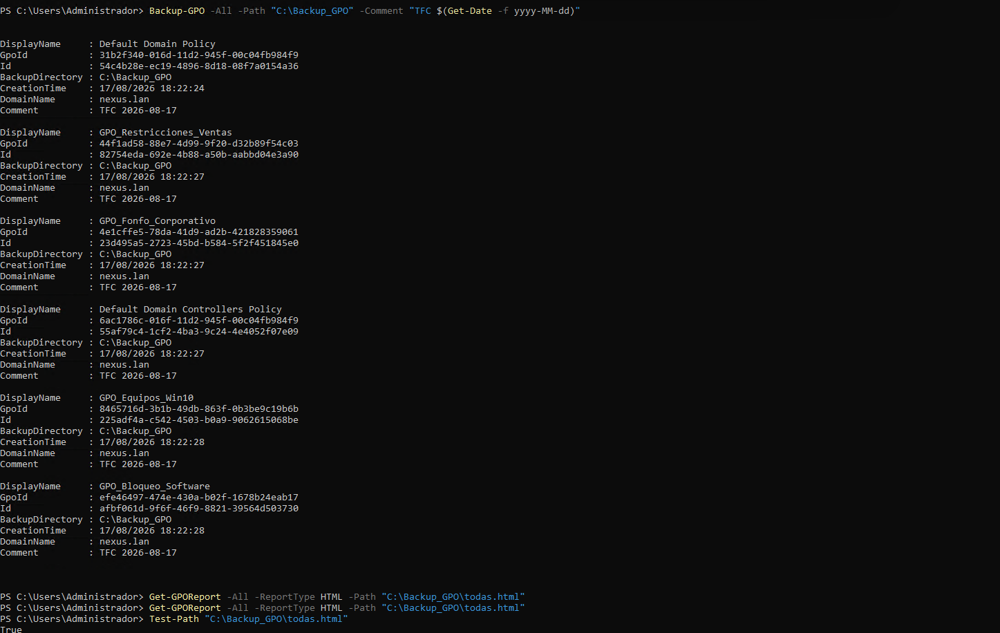 PS C:\Users\Administrador> Backup-GPO -All -Path "C:\Backup_GPO" -Comment "TFC $(Get-Date -f yyyy-MM-dd)"
DisplayName     : Default Domain Policy
GpoId           : 31b2f340-016d-11d2-945f-00c04fb984f9
Id              : 54c4b28e-ec19-4896-8d18-08f7a0154a36
BackupDirectory : C:\Backup_GPO
CreationTime    : 17/08/2026 18:22:24
DomainName      : nexus.lan
Comment         : TFC 2026-08-17
DisplayName     : GPO_Restricciones_Ventas
GpoId           : 44f1ad58-88e7-4d99-9f20-d32b89f54c03
Id              : 82754eda-692e-4b88-a50b-aabbd04e3a90
BackupDirectory : C:\Backup_GPO
CreationTime    : 17/08/2026 18:22:27
DomainName      : nexus.lan
Comment         : TFC 2026-08-17
DisplayName     : GPO_Fonfo_Corporativo
GpoId           : 4e1cffe5-78da-41d9-ad2b-421828359061
Id              : 23d495a5-2723-45bd-b584-5f2f451845e0
BackupDirectory : C:\Backup_GPO
CreationTime    : 17/08/2026 18:22:27
DomainName      : nexus.lan
Comment         : TFC 2026-08-17
DisplayName     : Default Domain Controllers Policy
GpoId           : 6ac1786c-016f-11d2-945f-00c04fb984f9
Id              : 55af79c4-1cf2-4ba3-9c24-4e4052f07e09
BackupDirectory : C:\Backup_GPO
CreationTime    : 17/08/2026 18:22:27
DomainName      : nexus.lan
Comment         : TFC 2026-08-17
DisplayName     : GPO_Equipos_Win10
GpoId           : 8465716d-3b1b-49db-863f-0b3be9c19b6b
Id              : 225adf4a-c542-4503-b0a9-9062615068be
BackupDirectory : C:\Backup_GPO
CreationTime    : 17/08/2026 18:22:28
DomainName      : nexus.lan
Comment         : TFC 2026-08-17
DisplayName     : GPO_Bloqueo_Software
GpoId           : efe46497-474e-430a-b02f-1678b24eab17
Id              : afbf061d-9f6f-46f9-8821-39564d503730
BackupDirectory : C:\Backup_GPO
CreationTime    : 17/08/2026 18:22:28
DomainName      : nexus.lan
Comment         : TFC 2026-08-17
PS C:\Users\Administrador> Get-GPOReport -All -ReportType HTML -Path "C:\Backup_GPO\todas.html"
PS C:\Users\Administrador> Get-GPOReport -All -ReportType HTML -Path "C:\Backup_GPO\todas.html"
PS C:\Users\Administrador> Test-Path "C:\Backup_GPO\todas.html"
True